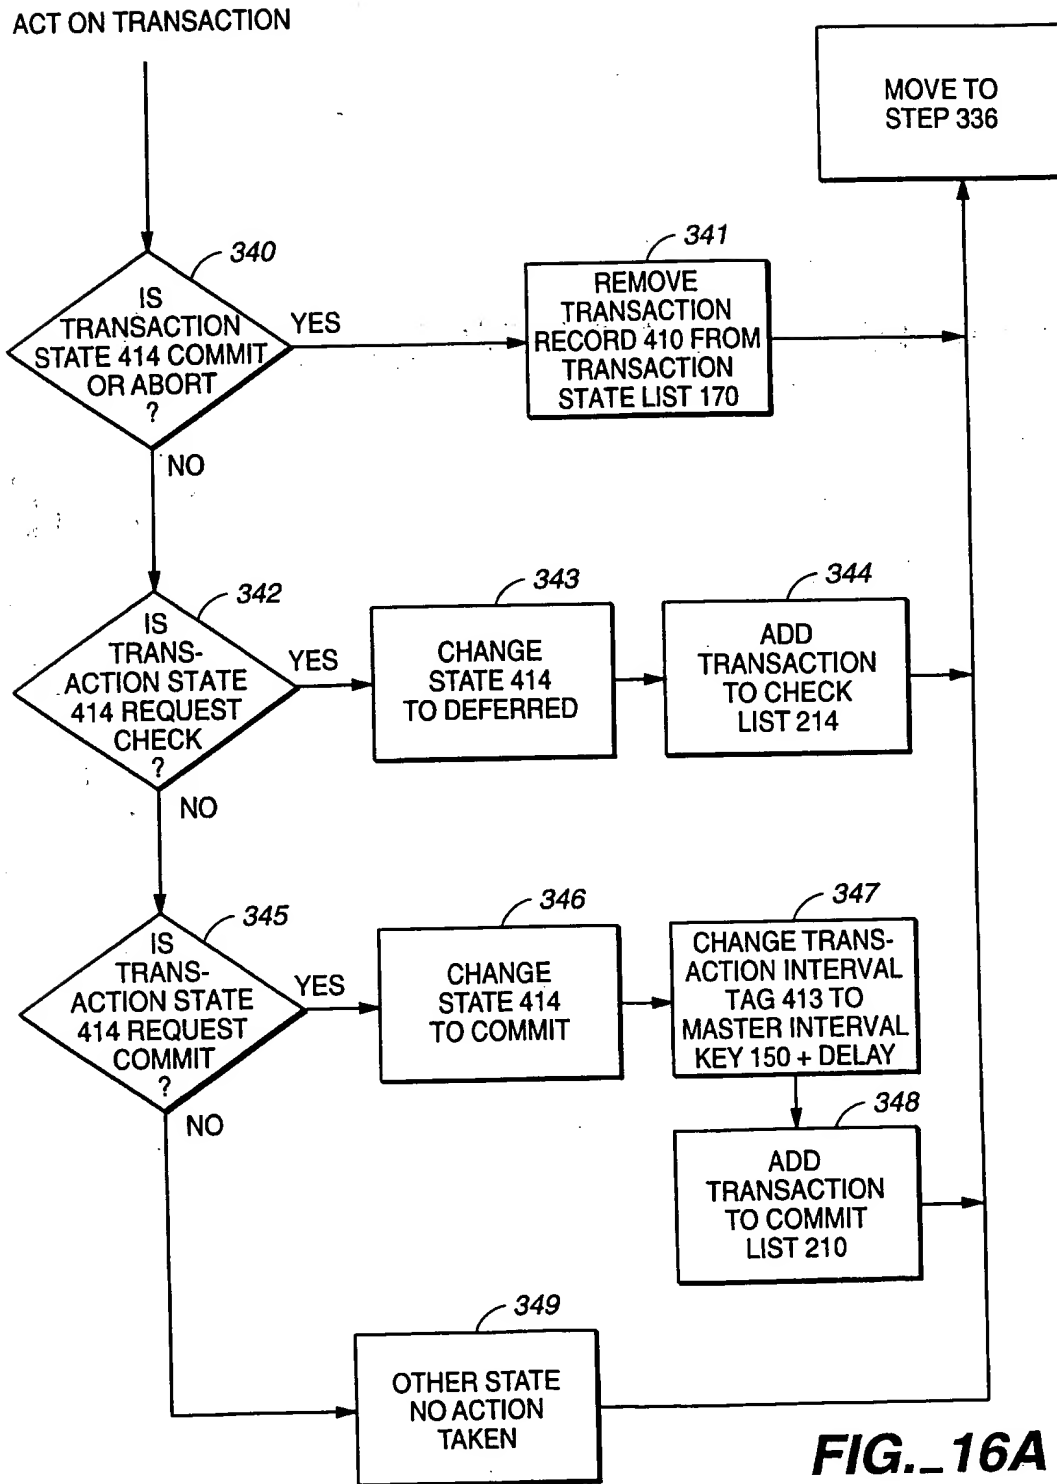 ACT ON TRANSACTION
MOVE TO
STEP 336
340
IS
TRANSACTION
STATE 414 COMMIT
OR ABORT
?
YES
NO
341
REMOVE
TRANSACTION
RECORD 410 FROM
TRANSACTION
STATE LIST 170
342
IS
TRANS-
ACTION STATE
414 REQUEST
CHECK
?
YES
NO
343
CHANGE
STATE 414
TO DEFERRED
344
ADD
TRANSACTION
TO CHECK
LIST 214
345
IS
TRANS-
ACTION STATE
414 REQUEST
COMMIT
?
YES
NO
346
CHANGE
STATE 414
TO COMMIT
347
CHANGE TRANS-
ACTION INTERVAL
TAG 413 TO
MASTER INTERVAL
KEY 150 + DELAY
348
ADD
TRANSACTION
TO COMMIT
LIST 210
349
OTHER STATE
NO ACTION
TAKEN
FIG._16A